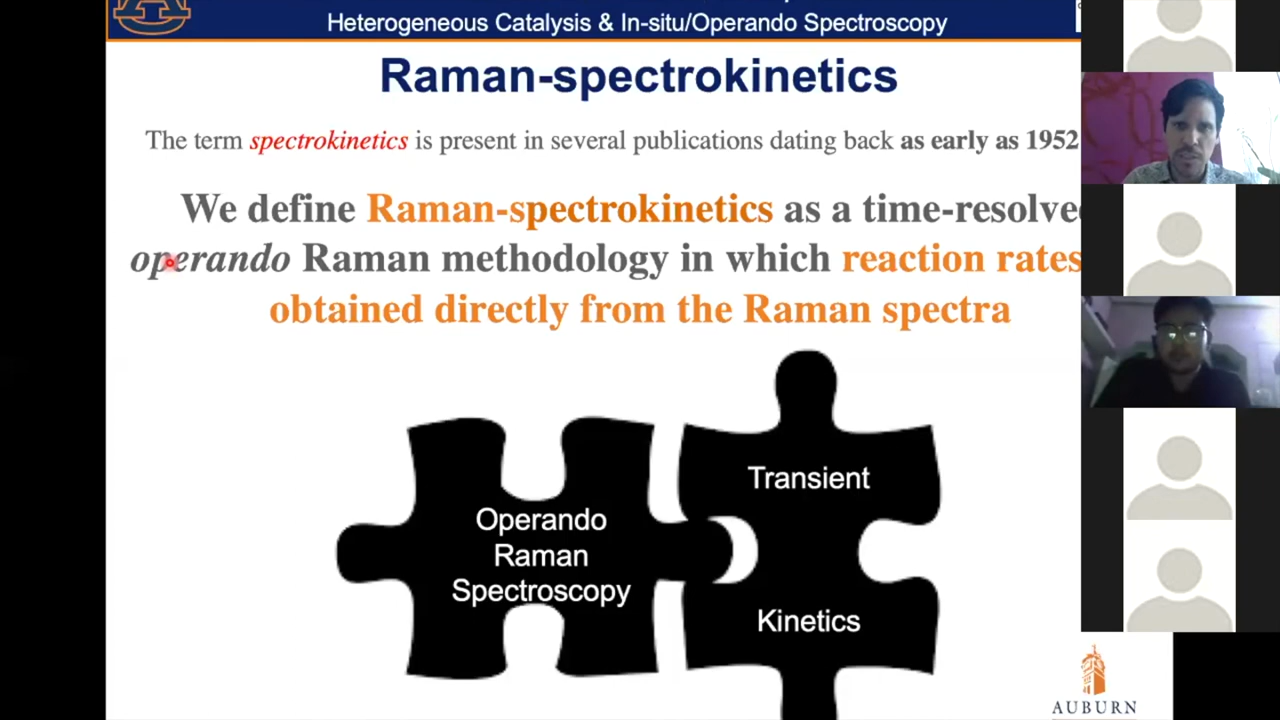 Heterogeneous Catalysis & In-situ/Operando Spectroscopy
Raman-spectrokinetics
The term spectrokinetics is present in several publications dating back as early as 1952
We define Raman-spectrokinetics as a time-resolve
operando Raman methodology in which reaction rates
obtained directly from the Raman spectra
Operando
Raman
Spectroscopy
Transient
Kinetics
AUBURN